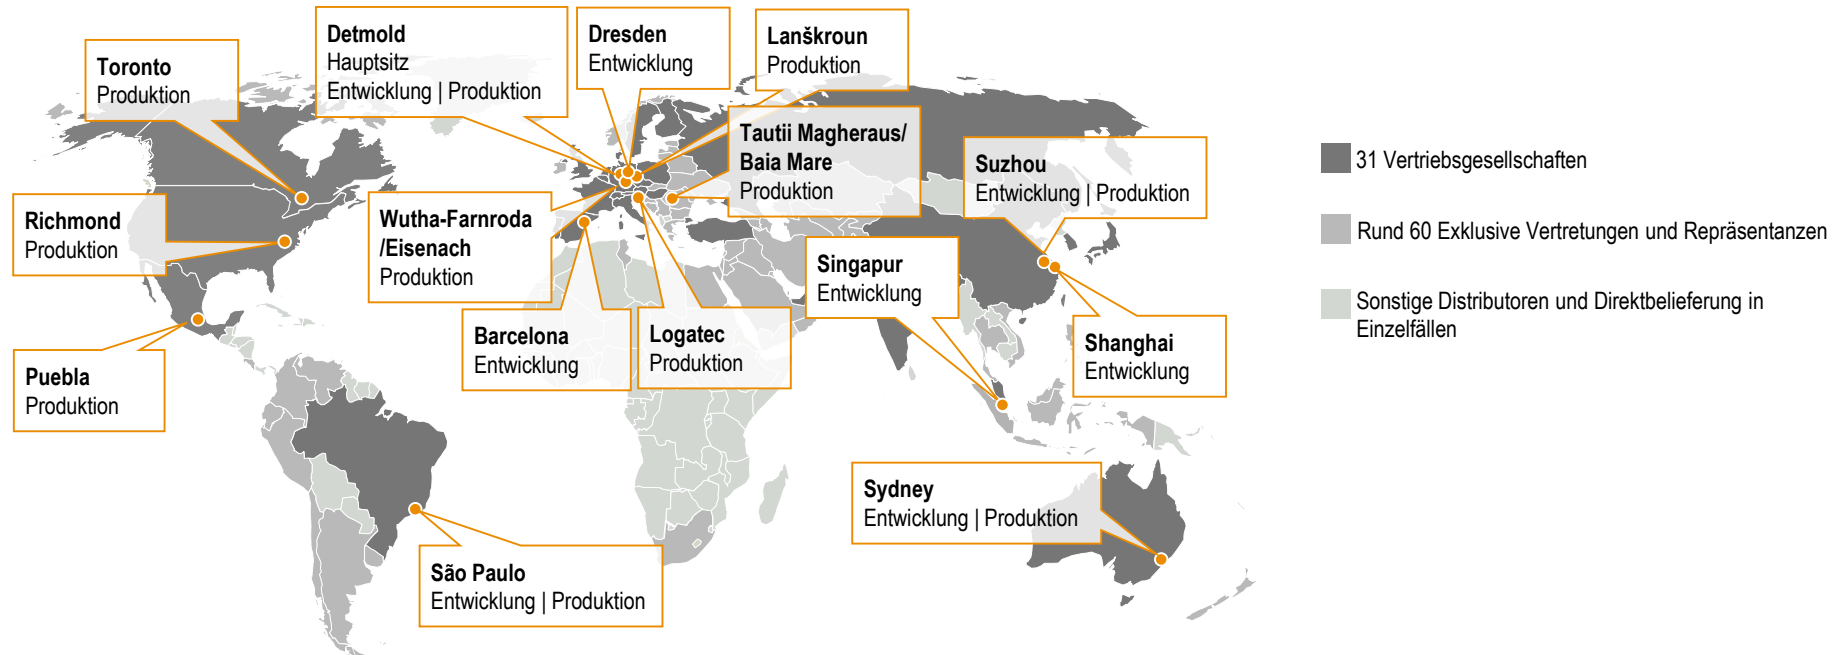 Toronto
Produktion
Detmold
Hauptsitz
Entwicklung | Produktion
Dresden
Entwicklung
Lanškroun
Produktion
Tautii Magheraus/
Baia Mare
Produktion
Suzhou
Entwicklung | Produktion
Richmond
Produktion
Wutha-Farnroda
/Eisenach
Produktion
Singapur
Entwicklung
Barcelona
Entwicklung
Logatec
Produktion
Shanghai
Entwicklung
Puebla
Produktion
Sydney
Entwicklung | Produktion
São Paulo
Entwicklung | Produktion
31 Vertriebsgesellschaften
Rund 60 Exklusive Vertretungen und Repräsentanzen
Sonstige Distributoren und Direktbelieferung in
Einzelfällen